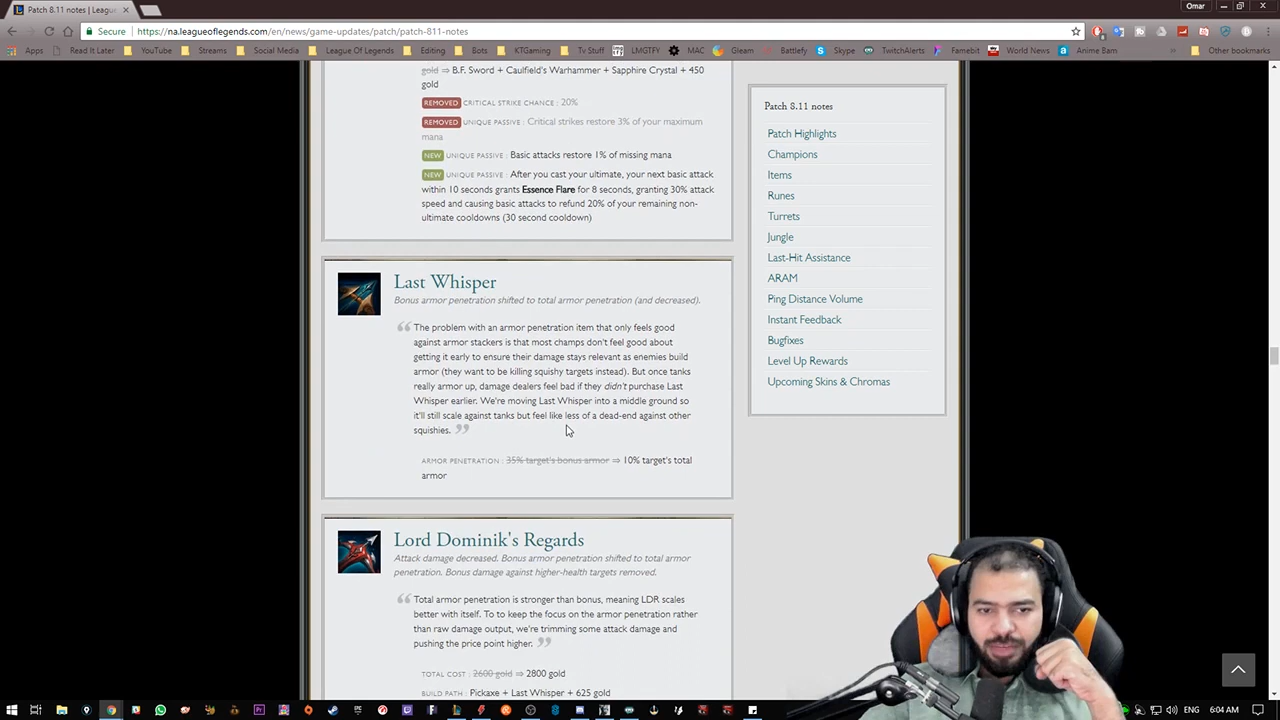 Patch 8.11 notes | Leagu
Omar
Secure
https://na.leagueoflegends.com/en/news/game-updates/patch/patch-811-notes
Apps
Read It Later
YouTube
Streams
Social Media
League Of Legends
Editing
Bots
KTGaming
Tv Stuff
LMGTFY
MAC
Gleam
Battlefy
Skype
TwitchAlerts
Famebit
World News
Anime Bam
Other bookmarks
gold ⇒ B.F. Sword + Caulfield's Warhammer + Sapphire Crystal + 450
gold
REMOVED CRITICAL STRIKE CHANCE : 20%
REMOVED UNIQUE PASSIVE : Critical strikes restore 3% of your maximum
mana
NEW UNIQUE PASSIVE : Basic attacks restore 1% of missing mana
NEW UNIQUE PASSIVE : After you cast your ultimate, your next basic attack
within 10 seconds grants Essence Flare for 8 seconds, granting 30% attack
speed and causing basic attacks to refund 20% of your remaining non-
ultimate cooldowns (30 second cooldown)
Last Whisper
Bonus armor penetration shifted to total armor penetration (and decreased).
The problem with an armor penetration item that only feels good
against armor stackers is that most champs don't feel good about
getting it early to ensure their damage stays relevant as enemies build
armor (they want to be killing squishy targets instead). But once tanks
really armor up, damage dealers feel bad if they didn't purchase Last
Whisper earlier. We're moving Last Whisper into a middle ground so
it'll still scale against tanks but feel like less of a dead-end against other
squishies.
ARMOR PENETRATION : 35% target's bonus armor ⇒ 10% target's total
armor
Lord Dominik's Regards
Attack damage decreased. Bonus armor penetration shifted to total armor
penetration. Bonus damage against higher-health targets removed.
Total armor penetration is stronger than bonus, meaning LDR scales
better with itself. To to keep the focus on the armor penetration rather
than raw damage output, we're trimming some attack damage and
pushing the price point higher.
TOTAL COST : 2600 gold ⇒ 2800 gold
BUILD PATH : Pickaxe + Last Whisper + 625 gold
Patch 8.11 notes
Patch Highlights
Champions
Items
Runes
Turrets
Jungle
Last-Hit Assistance
ARAM
Ping Distance Volume
Instant Feedback
Bugfixes
Level Up Rewards
Upcoming Skins & Chromas
ENG
6:04 AM